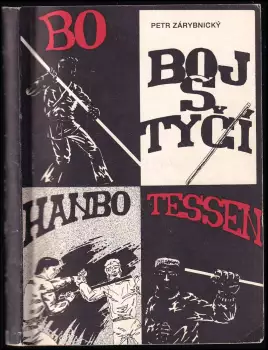 BO
PETR ZÁRYBNICKÝ
BOJ
S
TYČÍ
HANBO
TESSEN